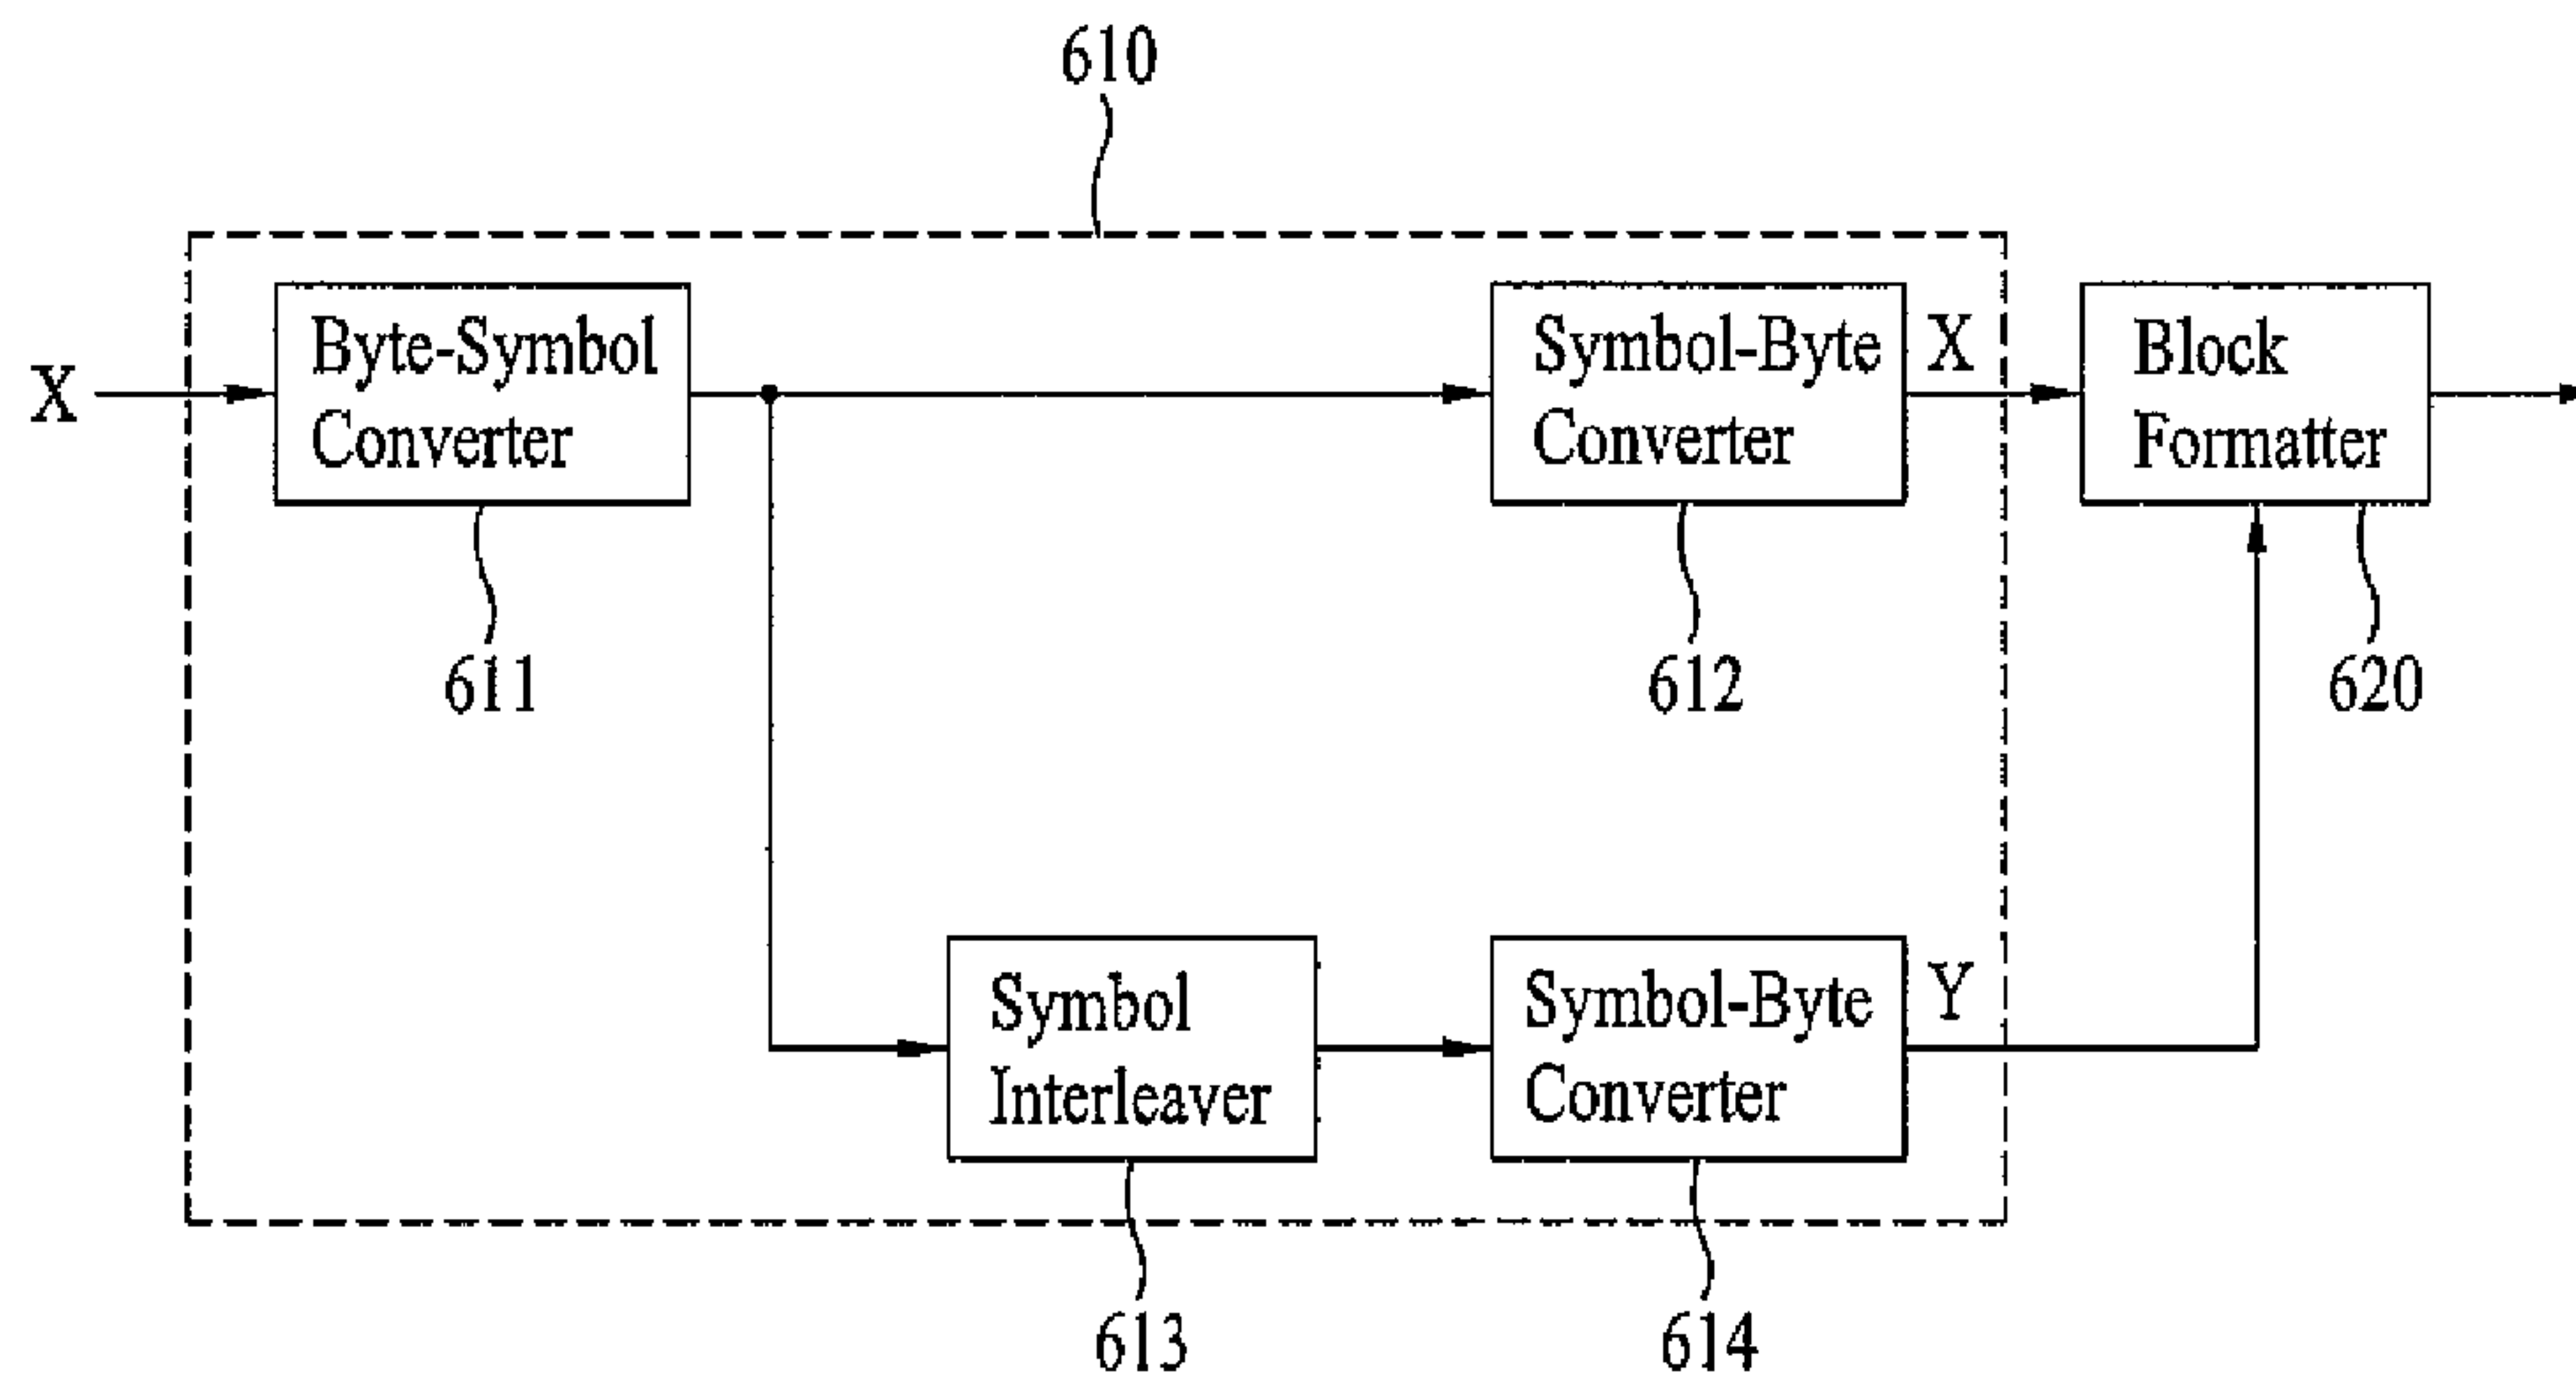 610
X
Byte-Symbol
Converter
Symbol-Byte
Converter
X
Block
Formatter
611
612
620
Symbol
Interleaver
Symbol-Byte
Converter
Y
613
614